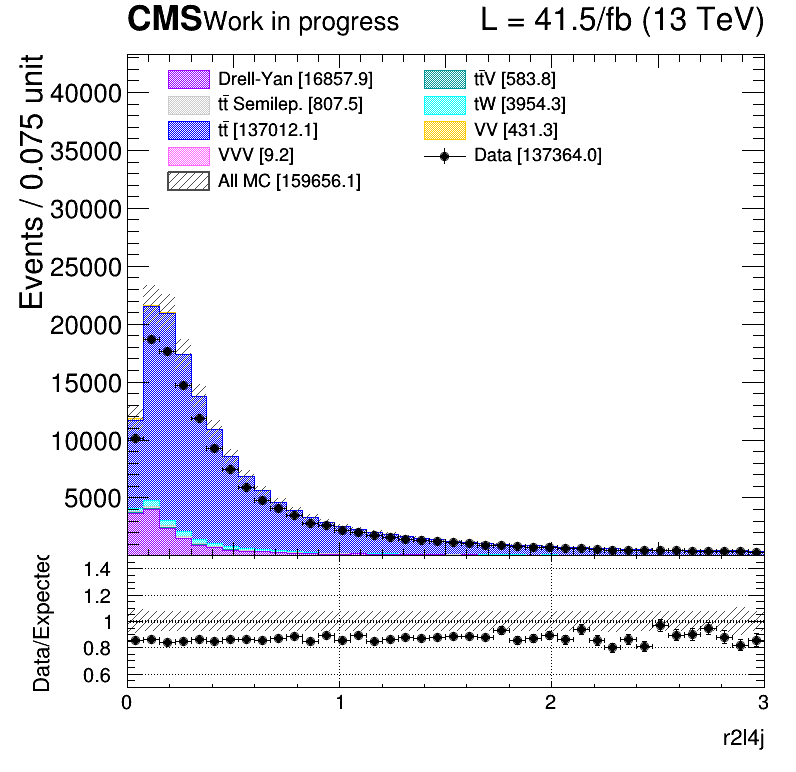 CMS Work in progress L = 41.5/fb (13 TeV)
Events / 0.075 unit
Drell-Yan [16857.9]
tt̄V [583.8]
tt̄ Semilep. [807.5]
tW [3954.3]
tt̄ [137012.1]
VV [431.3]
VVV [9.2]
Data [137364.0]
All MC [159656.1]
40000
35000
30000
25000
20000
15000
10000
5000
Data/Expected
1.4
1.2
1
0.8
0.6
0 1 2 3
r2l4j